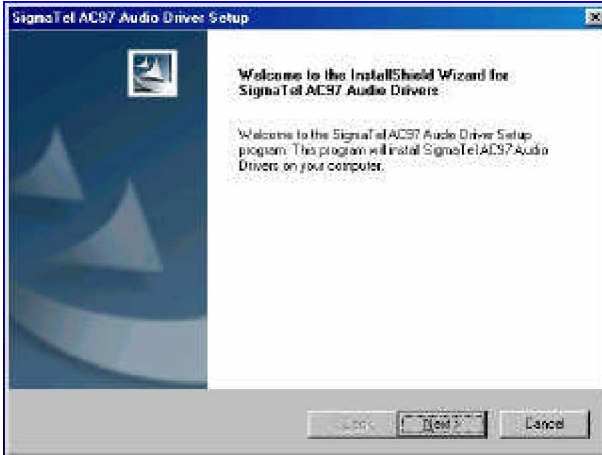 SigmaTel AC97 Audio Driver Setup
Welcome to the InstallShield Wizard for
SigmaTel AC97 Audio Drivers
Welcome to the SigmaTel AC97 Audio Driver Setup
program. This program will install SigmaTel AC97 Audio
Drivers on your computer.
< Back
Next >
Cancel